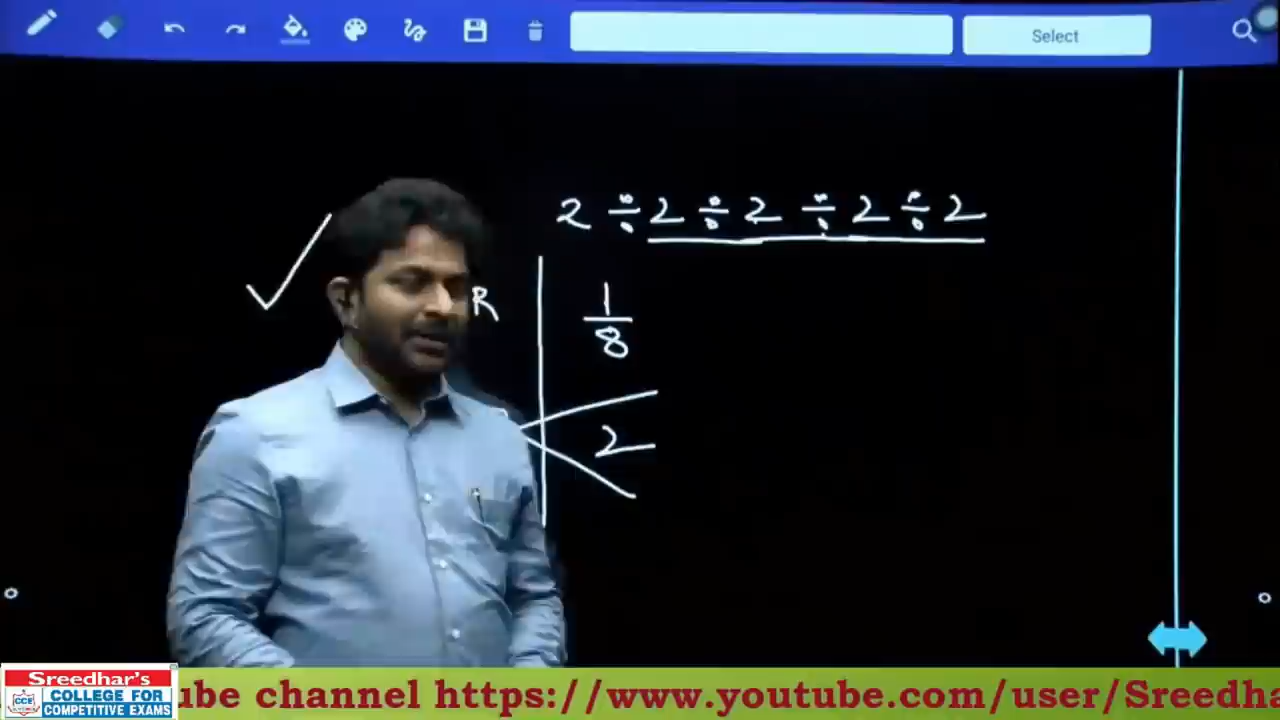 Select
2 ÷ 2 ÷ 2 ÷ 2 ÷ 2
R
1
8
2
Sreedhar's
CCE
COLLEGE FOR
COMPETITIVE EXAMS
ube channel https://www.youtube.com/user/Sreedha